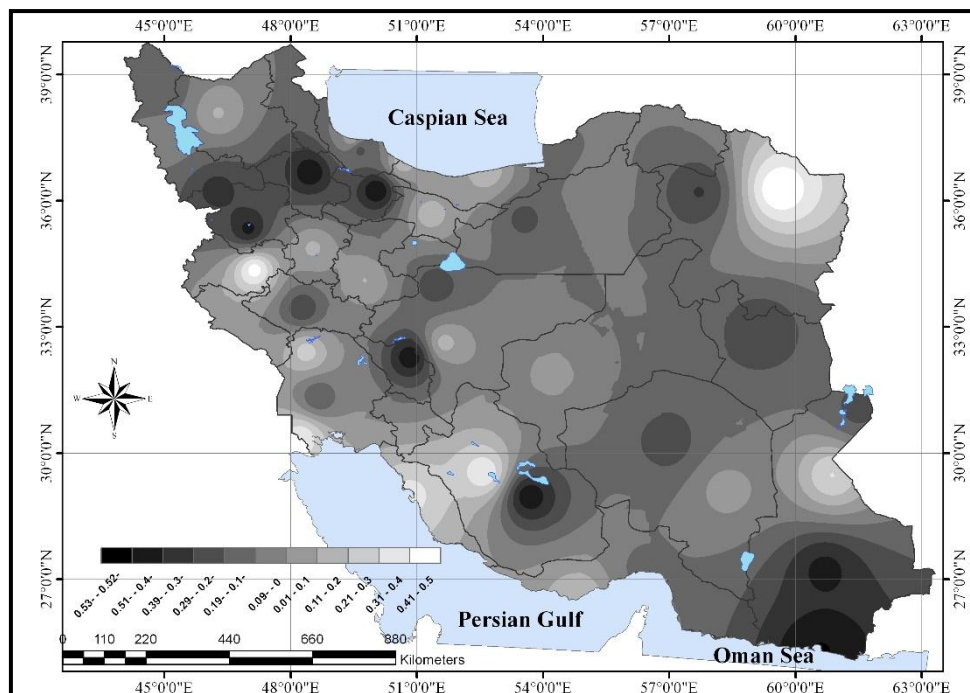 45°0'0"E 48°0'0"E 51°0'0"E 54°0'0"E 57°0'0"E 60°0'0"E 63°0'0"E
39°0'0"N 39°0'0"N
Caspian Sea
36°0'0"N 36°0'0"N
33°0'0"N 33°0'0"N
N
W E
S
30°0'0"N 30°0'0"N
0.53- - 0.52- 0.51 - 0.4- 0.39 - 0.3- 0.29 - 0.2- 0.19 - 0.1- 0.09 - 0 0.01 - 0.1 0.11 - 0.2 0.21 - 0.3 0.31 - 0.4 0.41 - 0.5
27°0'0"N 27°0'0"N
Persian Gulf
0 110 220 440 660 880
Kilometers
Oman Sea
45°0'0"E 48°0'0"E 51°0'0"E 54°0'0"E 57°0'0"E 60°0'0"E 63°0'0"E